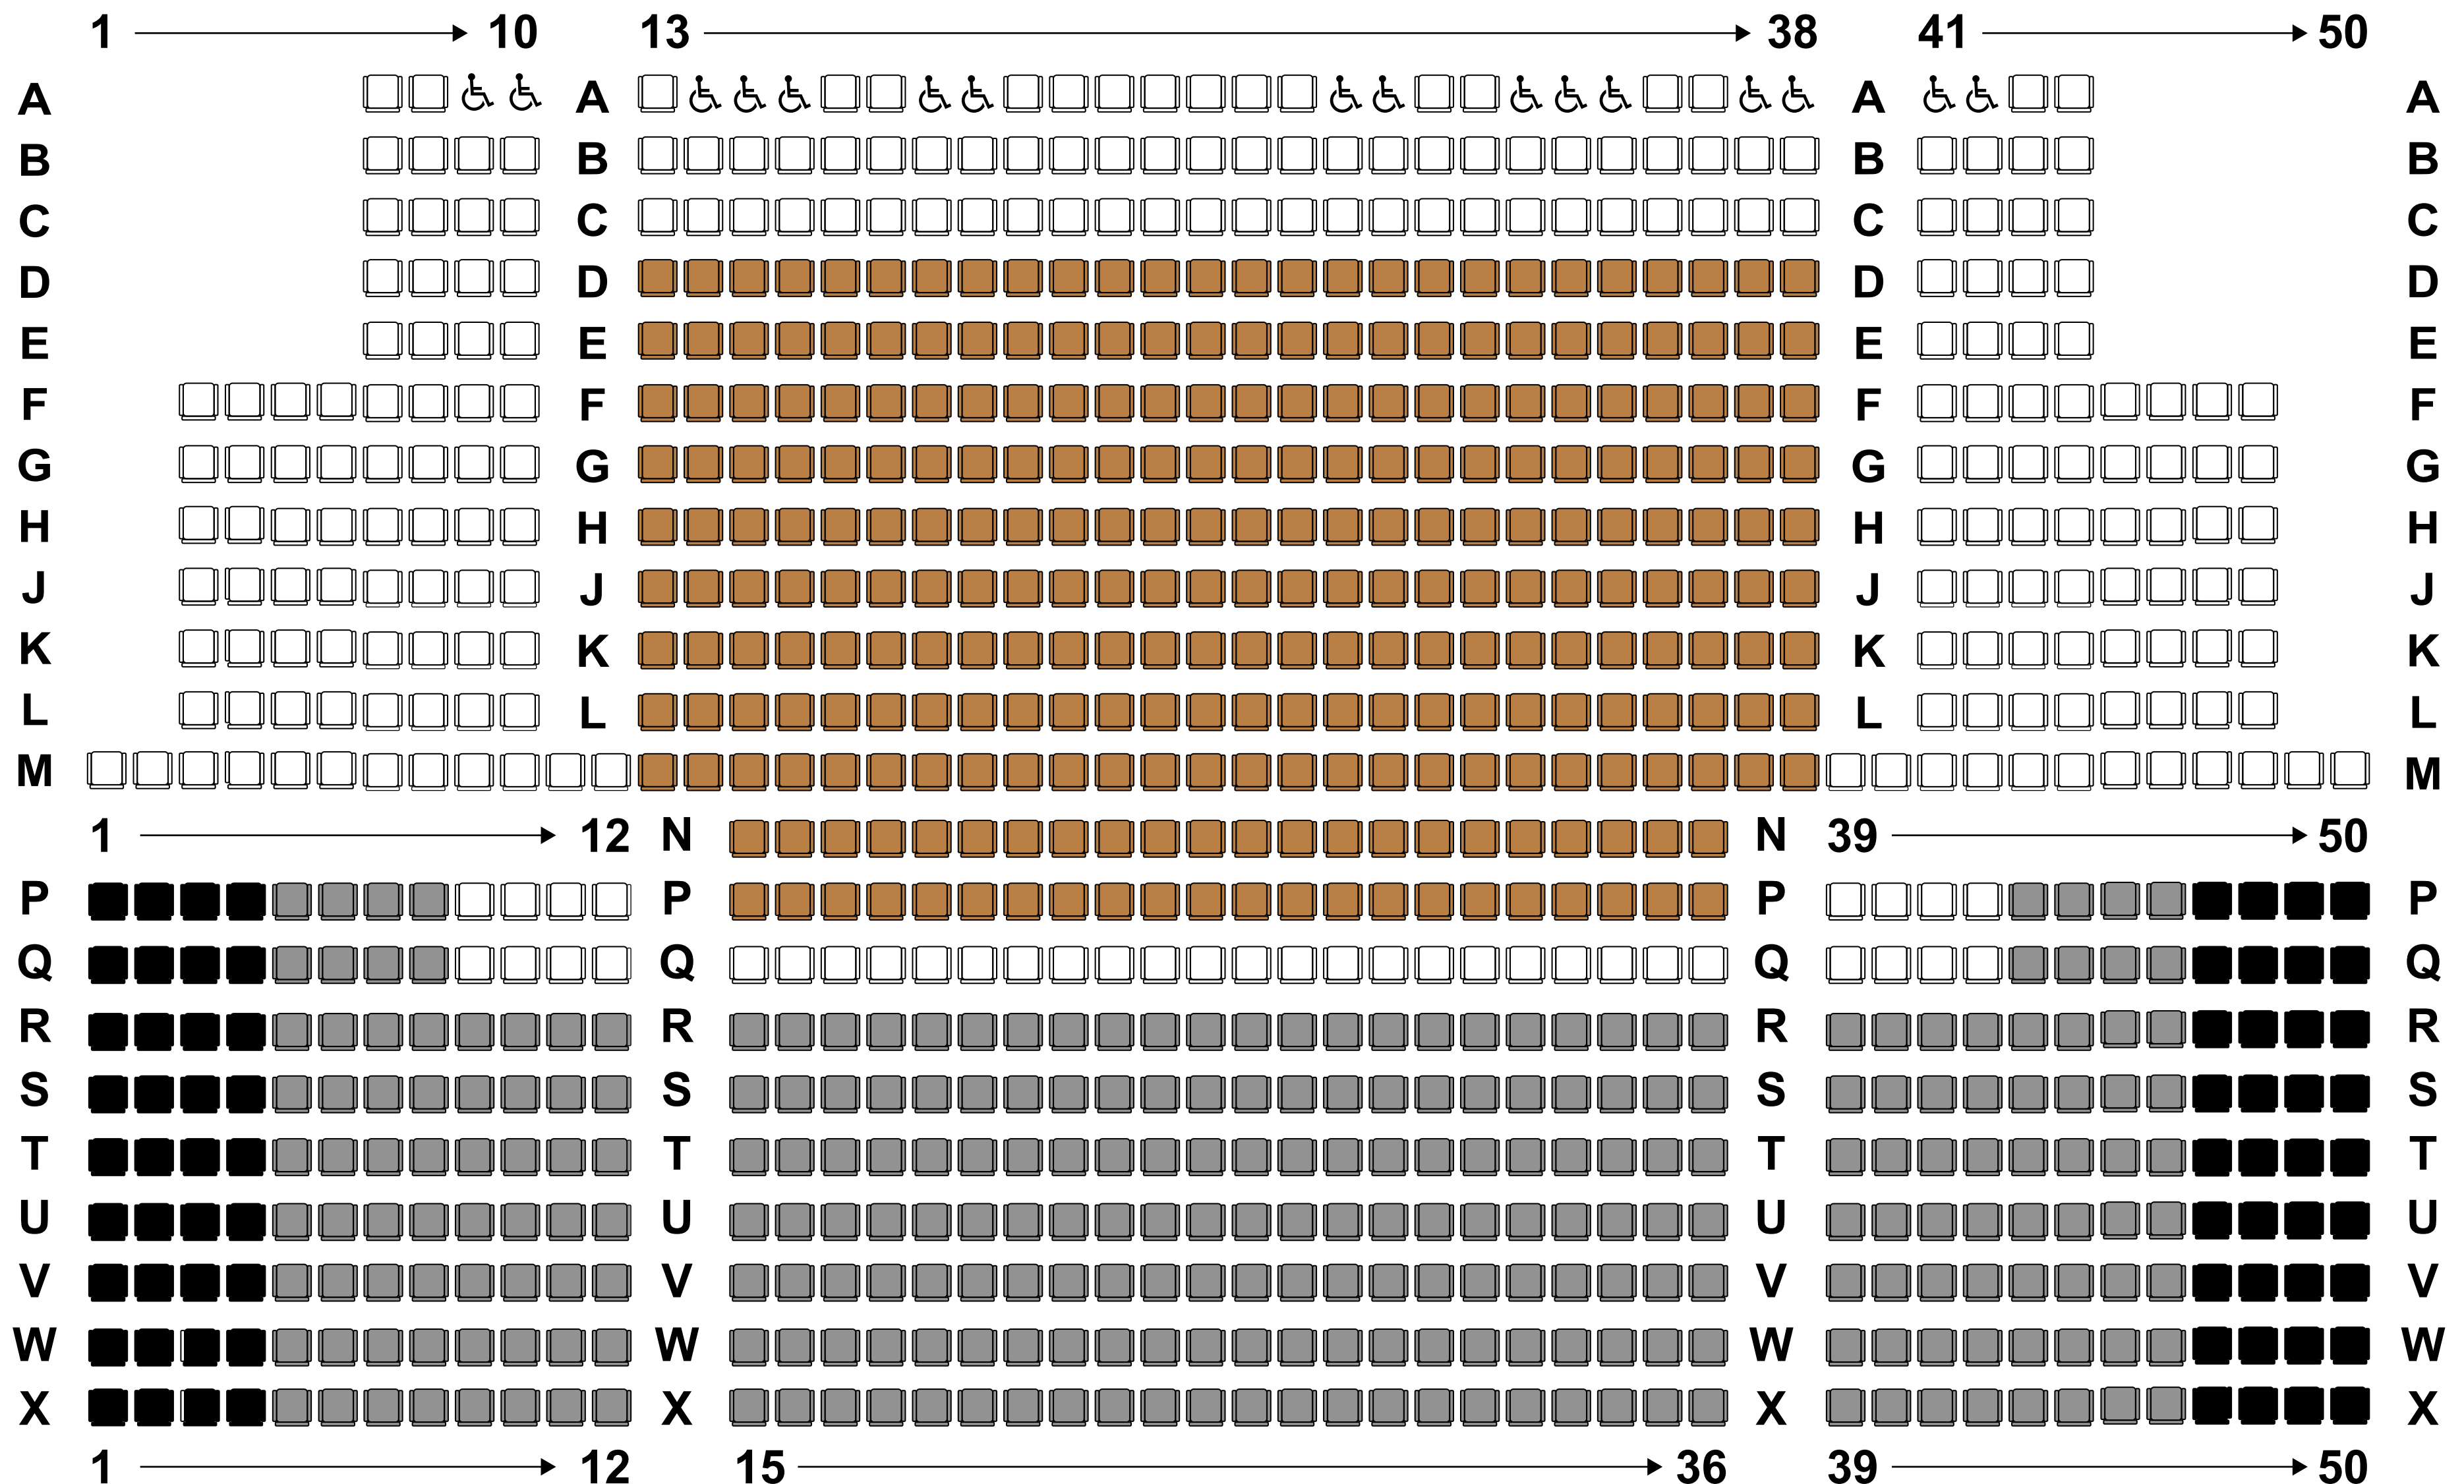 1 10 13 38 41 50
A A A A
B B B B
C C C C
D D D D
E E E E
F F F F
G G G G
H H H H
J J J J
K K K K
L L L L
M M
1 12 N N 39 50
P P P P
Q Q Q Q
R R R R
S S S S
T T T T
U U U U
V V V V
W W W W
X X X X
1 12 15 36 39 50